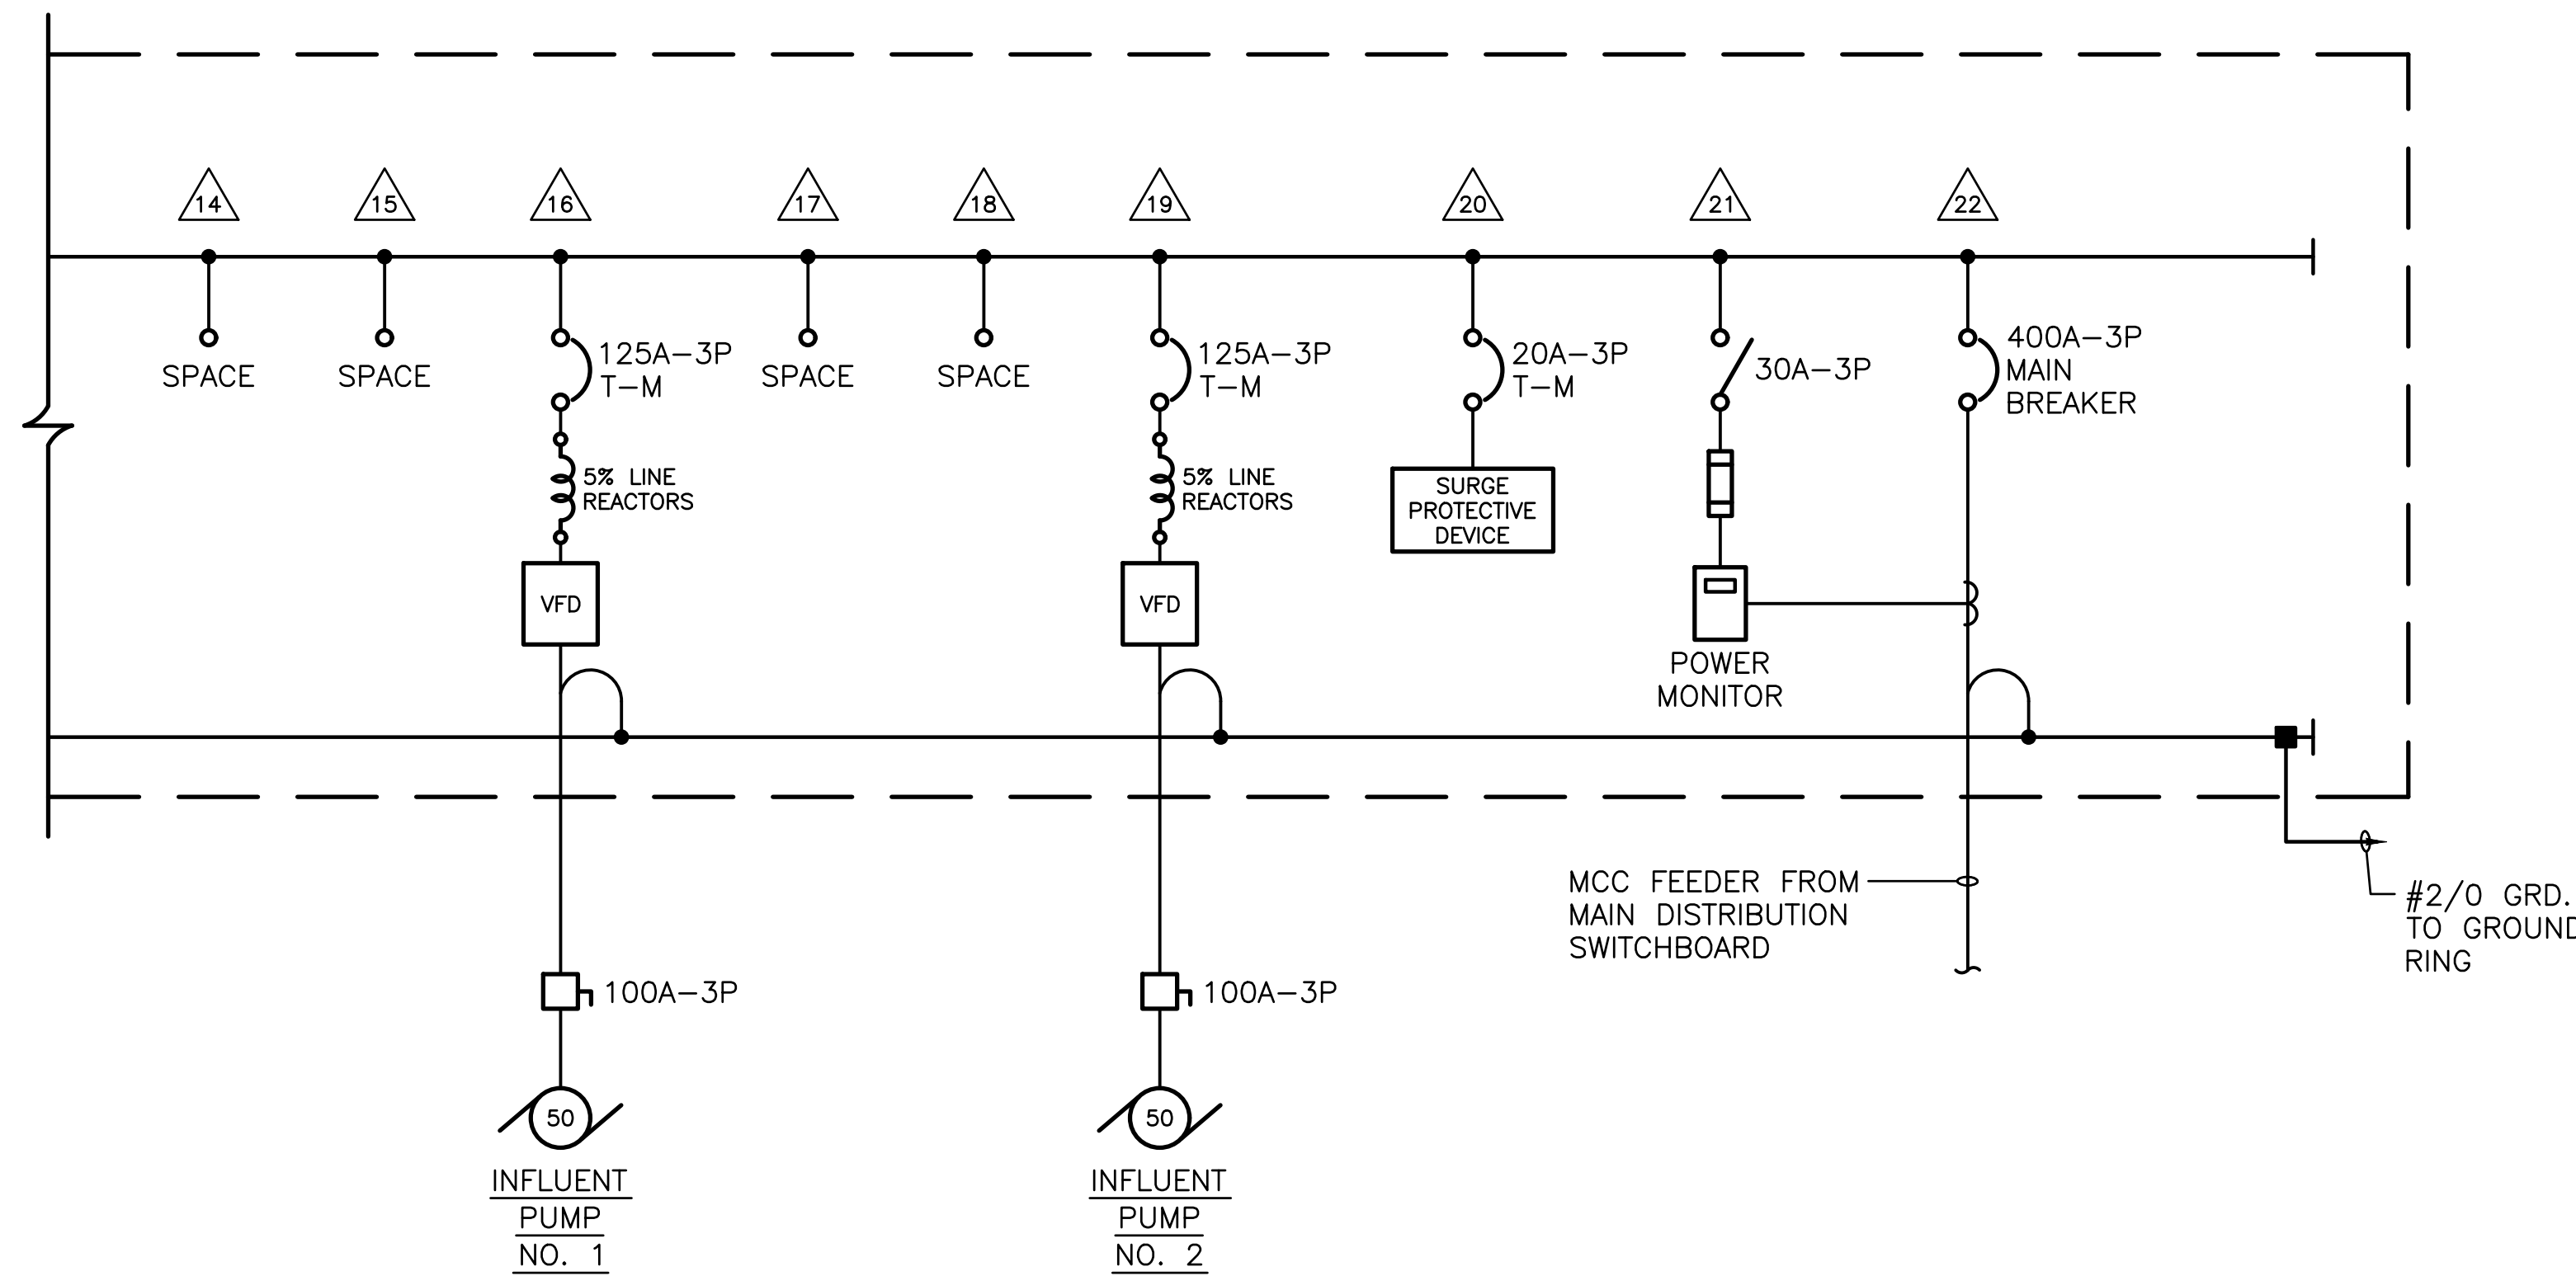 14
15
16
17
18
19
20
21
22
SPACE
SPACE
125A-3P
T-M
SPACE
SPACE
125A-3P
T-M
20A-3P
T-M
30A-3P
400A-3P
MAIN
BREAKER
5% LINE
REACTORS
5% LINE
REACTORS
SURGE
PROTECTIVE
DEVICE
VFD
VFD
POWER
MONITOR
MCC FEEDER FROM
MAIN DISTRIBUTION
SWITCHBOARD
#2/0 GRD.
TO GROUND
RING
100A-3P
100A-3P
50
50
INFLUENT
PUMP
NO. 1
INFLUENT
PUMP
NO. 2